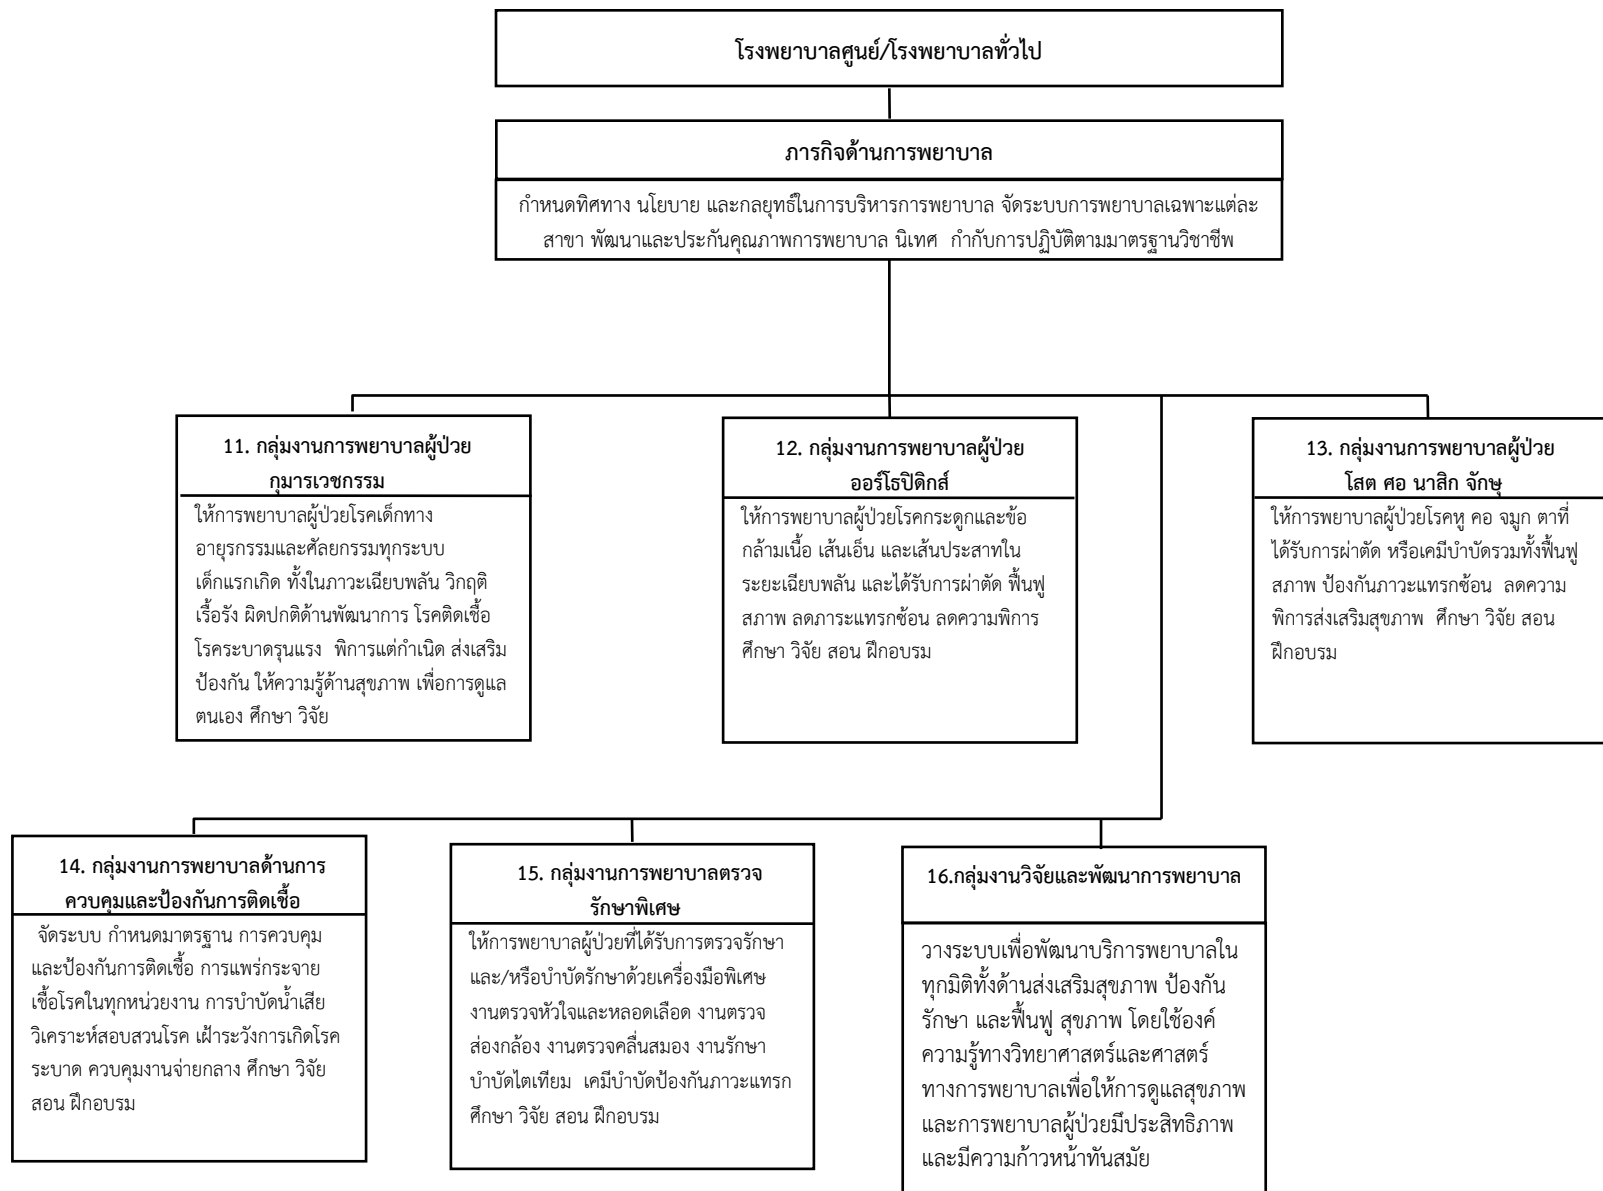 โรงพยาบาลศูนย์/โรงพยาบาลทั่วไป
ภารกิจด้านการพยาบาล
กำหนดทิศทาง นโยบาย และกลยุทธ์ในการบริหารการพยาบาล จัดระบบการพยาบาลเฉพาะแต่ละ
สาขา พัฒนาและประกันคุณภาพการพยาบาล นิเทศ กำกับการปฏิบัติตามมาตรฐานวิชาชีพ
11. กลุ่มงานการพยาบาลผู้ป่วย
กุมารเวชกรรม
ให้การพยาบาลผู้ป่วยโรคเด็กทาง
อายุรกรรมและศัลยกรรมทุกระบบ
เด็กแรกเกิด ทั้งในภาวะเฉียบพลัน วิกฤติ
เรื้อรัง ผิดปกติด้านพัฒนาการ โรคติดเชื้อ
โรคระบาดรุนแรง พิการแต่กำเนิด ส่งเสริม
ป้องกัน ให้ความรู้ด้านสุขภาพ เพื่อการดูแล
ตนเอง ศึกษา วิจัย
12. กลุ่มงานการพยาบาลผู้ป่วย
ออร์โธปิดิกส์
ให้การพยาบาลผู้ป่วยโรคกระดูกและข้อ
กล้ามเนื้อ เส้นเอ็น และเส้นประสาทใน
ระยะเฉียบพลัน และได้รับการผ่าตัด ฟื้นฟู
สภาพ ลดภาระแทรกซ้อน ลดความพิการ
ศึกษา วิจัย สอน ฝึกอบรม
13. กลุ่มงานการพยาบาลผู้ป่วย
โสต ศอ นาสิก จักษุ
ให้การพยาบาลผู้ป่วยโรคหู คอ จมูก ตาที่
ได้รับการผ่าตัด หรือเคมีบำบัดรวมทั้งฟื้นฟู
สภาพ ป้องกันภาวะแทรกซ้อน ลดความ
พิการส่งเสริมสุขภาพ ศึกษา วิจัย สอน
ฝึกอบรม
14. กลุ่มงานการพยาบาลด้านการ
ควบคุมและป้องกันการติดเชื้อ
จัดระบบ กำหนดมาตรฐาน การควบคุม
และป้องกันการติดเชื้อ การแพร่กระจาย
เชื้อโรคในทุกหน่วยงาน การบำบัดน้ำเสีย
วิเคราะห์สอบสวนโรค เฝ้าระวังการเกิดโรค
ระบาด ควบคุมงานจ่ายกลาง ศึกษา วิจัย
สอน ฝึกอบรม
15. กลุ่มงานการพยาบาลตรวจ
รักษาพิเศษ
ให้การพยาบาลผู้ป่วยที่ได้รับการตรวจรักษา
และ/หรือบำบัดรักษาด้วยเครื่องมือพิเศษ
งานตรวจหัวใจและหลอดเลือด งานตรวจ
ส่องกล้อง งานตรวจคลื่นสมอง งานรักษา
บำบัดไตเทียม เคมีบำบัดป้องกันภาวะแทรก
ศึกษา วิจัย สอน ฝึกอบรม
16.กลุ่มงานวิจัยและพัฒนาการพยาบาล
วางระบบเพื่อพัฒนาบริการพยาบาลใน
ทุกมิติทั้งด้านส่งเสริมสุขภาพ ป้องกัน
รักษา และฟื้นฟู สุขภาพ โดยใช้องค์
ความรู้ทางวิทยาศาสตร์และศาสตร์
ทางการพยาบาลเพื่อให้การดูแลสุขภาพ
และการพยาบาลผู้ป่วยมีประสิทธิภาพ
และมีความก้าวหน้าทันสมัย